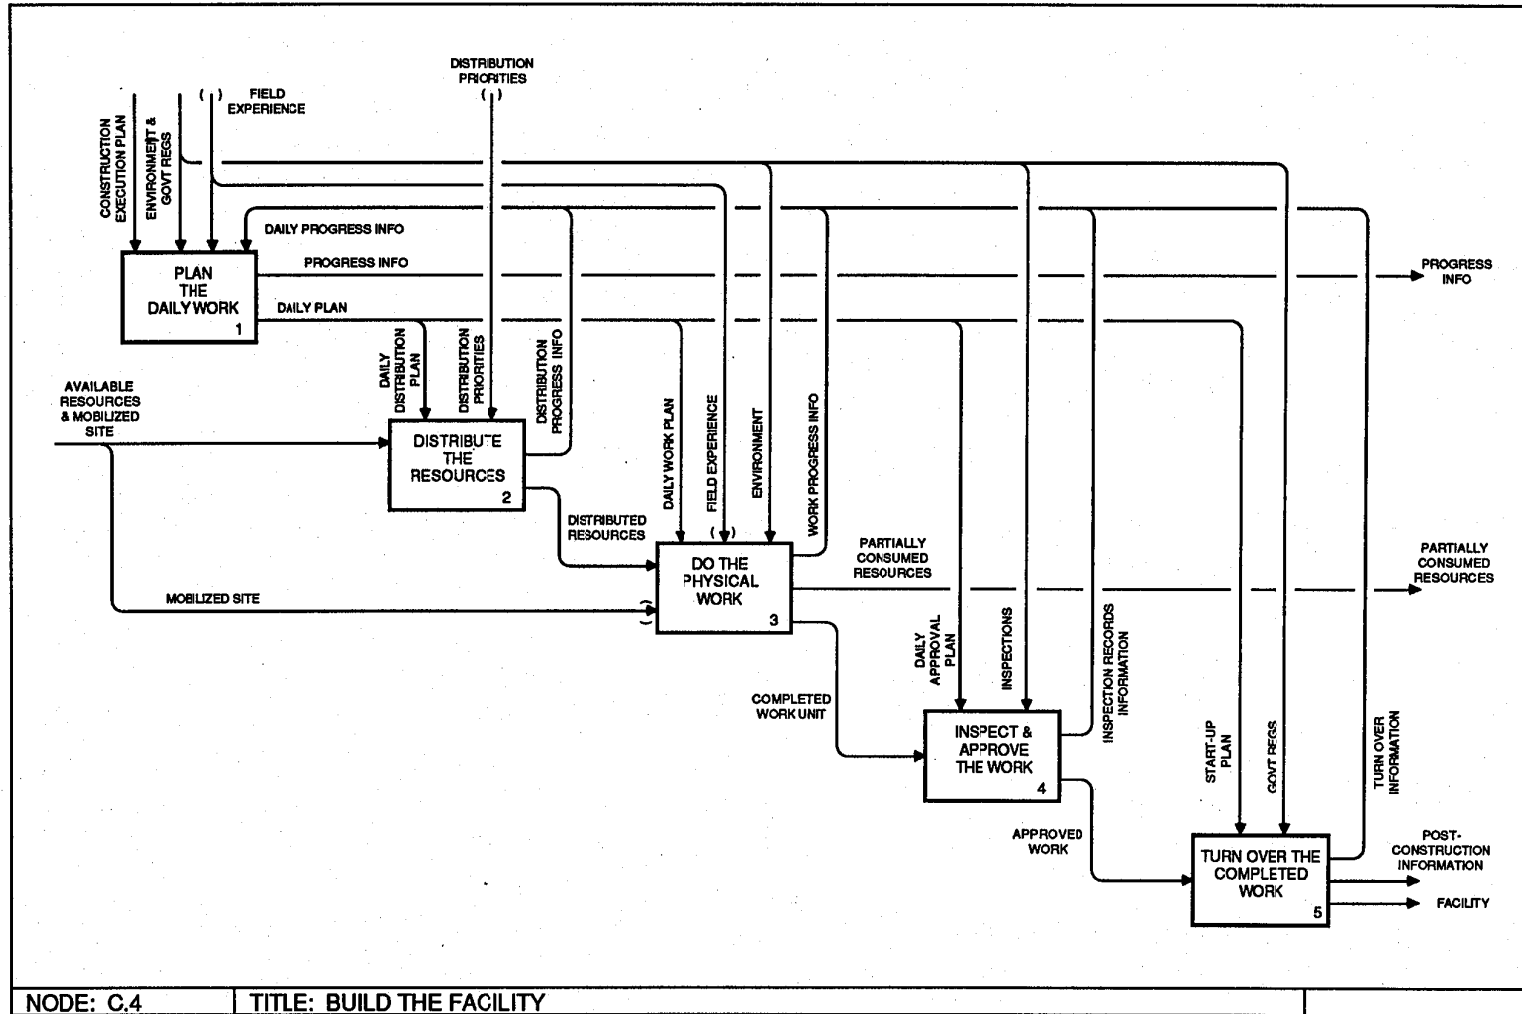 DISTRIBUTION
PRIORITIES
( )
( )
FIELD
EXPERIENCE
CONSTRUCTION
EXECUTION PLAN
ENVIRONMENT &
GOVT REGS
DAILY PROGRESS INFO
PROGRESS INFO
PROGRESS
INFO
PLAN
THE
DAILY WORK
1
DAILY PLAN
DAILY
DISTRIBUTION
PLAN
DISTRIBUTION
PRIORITIES
DISTRIBUTION
PROGRESS INFO
AVAILABLE
RESOURCES
& MOBILIZED
SITE
DISTRIBUTE
THE
RESOURCES
2
DAILY WORK PLAN
FIELD EXPERIENCE
ENVIRONMENT
WORK PROGRESS INFO
DISTRIBUTED
RESOURCES
( )
DO THE
PHYSICAL
WORK
3
PARTIALLY
CONSUMED
RESOURCES
PARTIALLY
CONSUMED
RESOURCES
MOBILIZED SITE
( )
DAILY
APPROVAL
PLAN
INSPECTIONS
INSPECTION RECORDS
INFORMATION
COMPLETED
WORK UNIT
INSPECT &
APPROVE
THE WORK
4
START-UP
PLAN
GOVT REGS
TURN OVER
INFORMATION
APPROVED
WORK
TURN OVER THE
COMPLETED
WORK
5
POST-
CONSTRUCTION
INFORMATION
FACILITY
NODE: C.4
TITLE: BUILD THE FACILITY